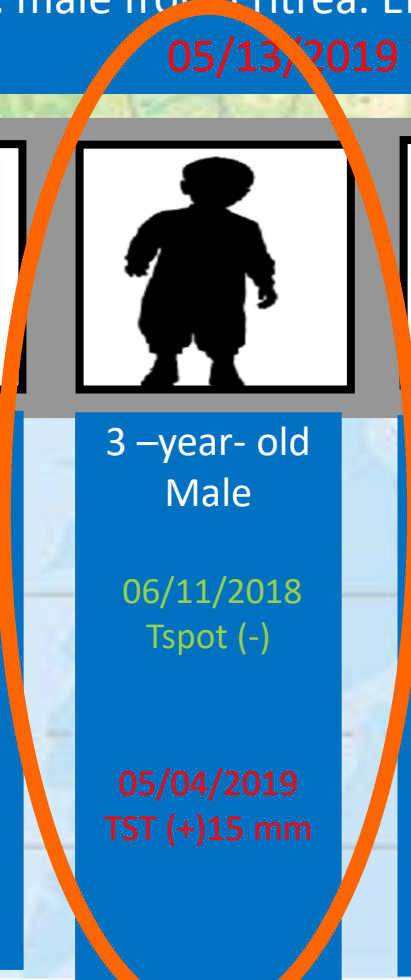 male from
05/13/2019
3 –year- old
Male
06/11/2018
Tspot (-)
05/04/2019
TST (+)15 mm